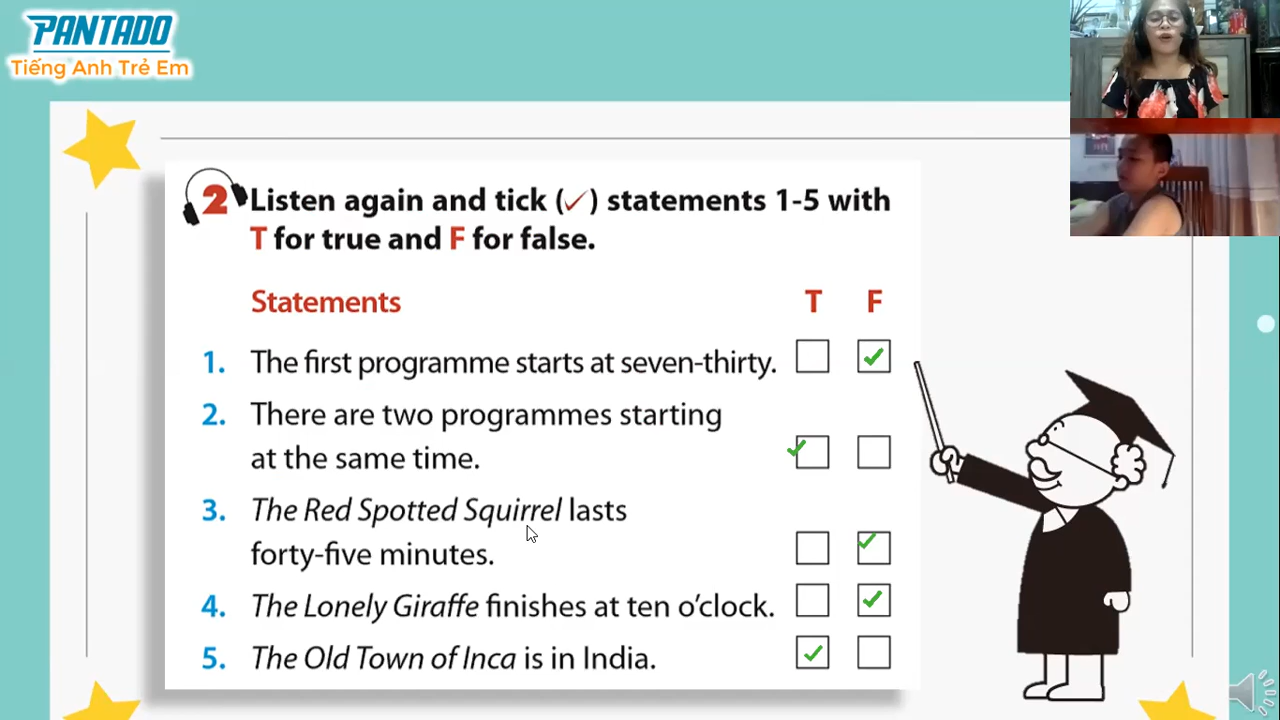 PANTADO
Tiếng Anh Trẻ Em
2 Listen again and tick (✓) statements 1-5 with
T for true and F for false.
Statements T F
1. The first programme starts at seven-thirty.
2. There are two programmes starting
at the same time.
3. The Red Spotted Squirrel lasts
forty-five minutes.
4. The Lonely Giraffe finishes at ten o'clock.
5. The Old Town of Inca is in India.